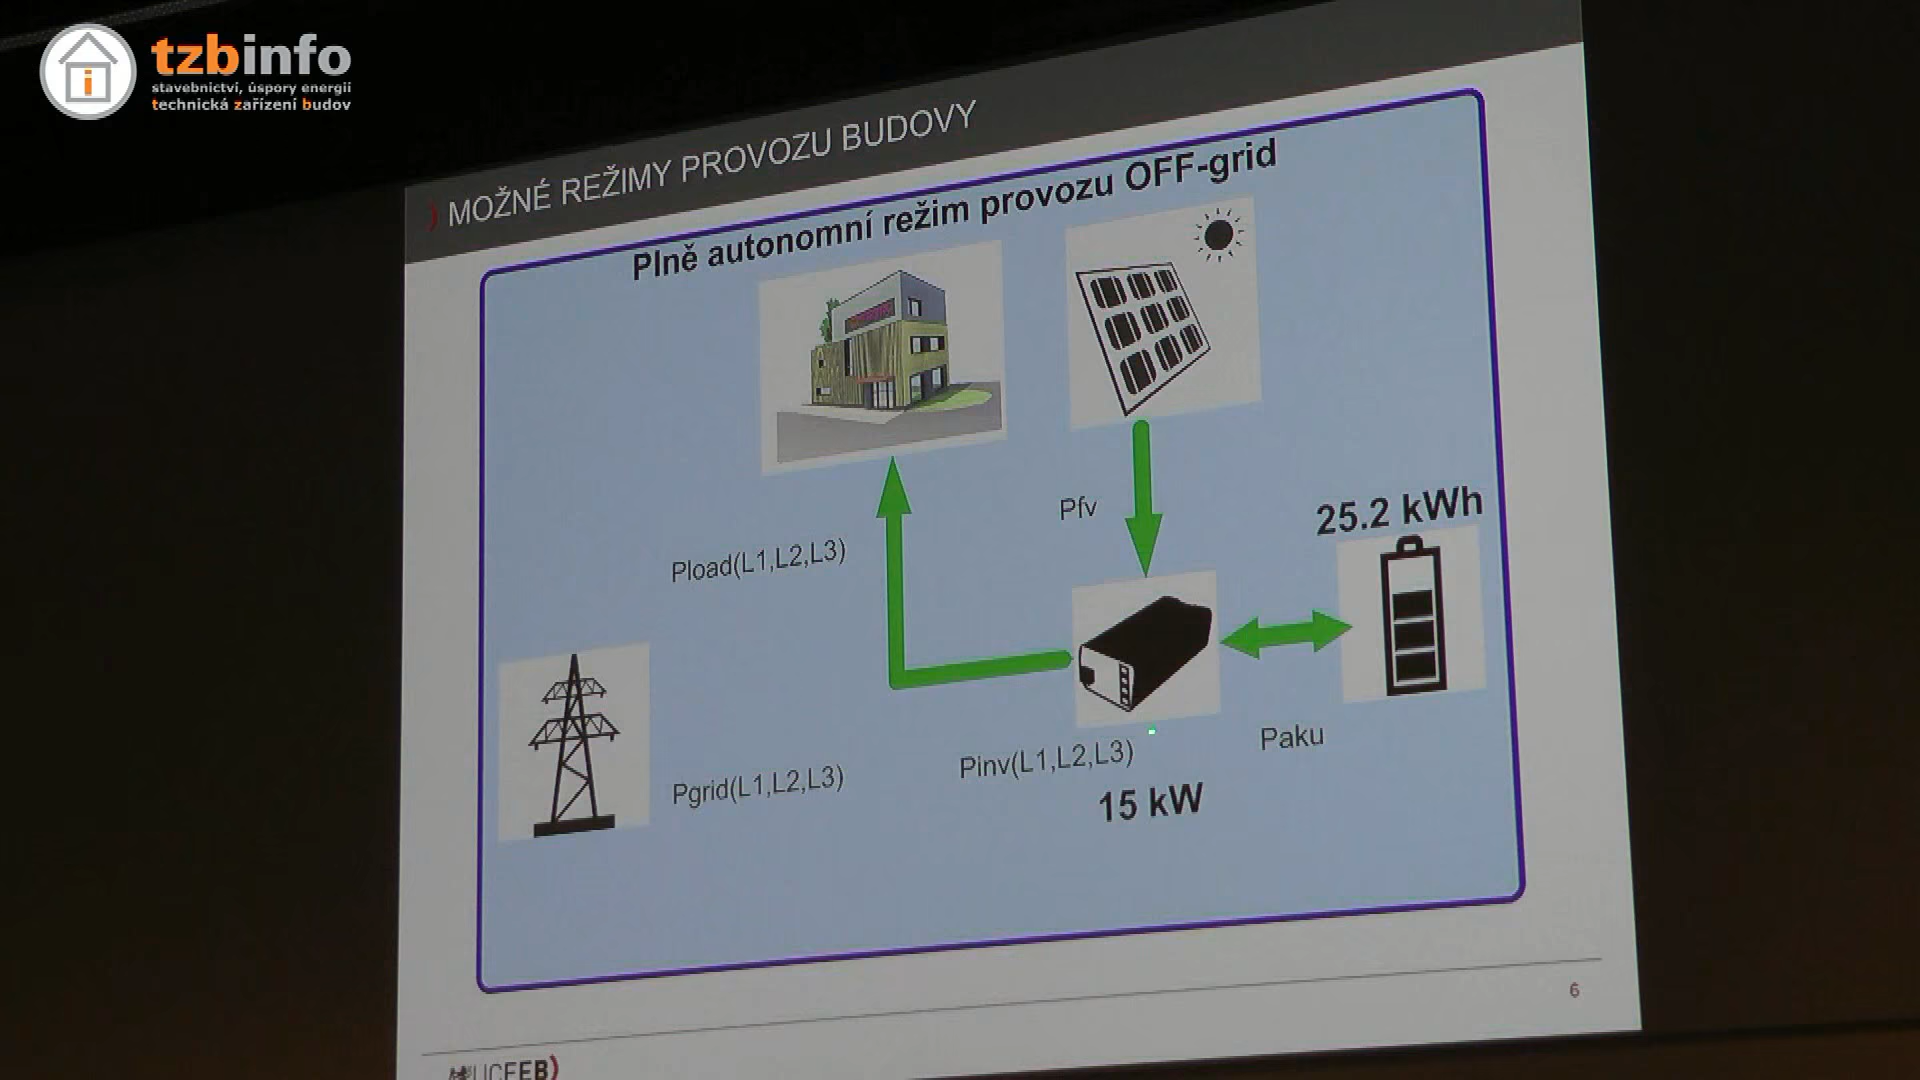 tzbinfo
stavebnictví, úspory energií
technická zařízení budov
MOŽNÉ REŽIMY PROVOZU BUDOVY
Plně autonomní režim provozu OFF-grid
Pfv
25.2 kWh
Pload(L1,L2,L3)
Paku
Pinv(L1,L2,L3)
Pgrid(L1,L2,L3)
15 kW
6
UCEEB